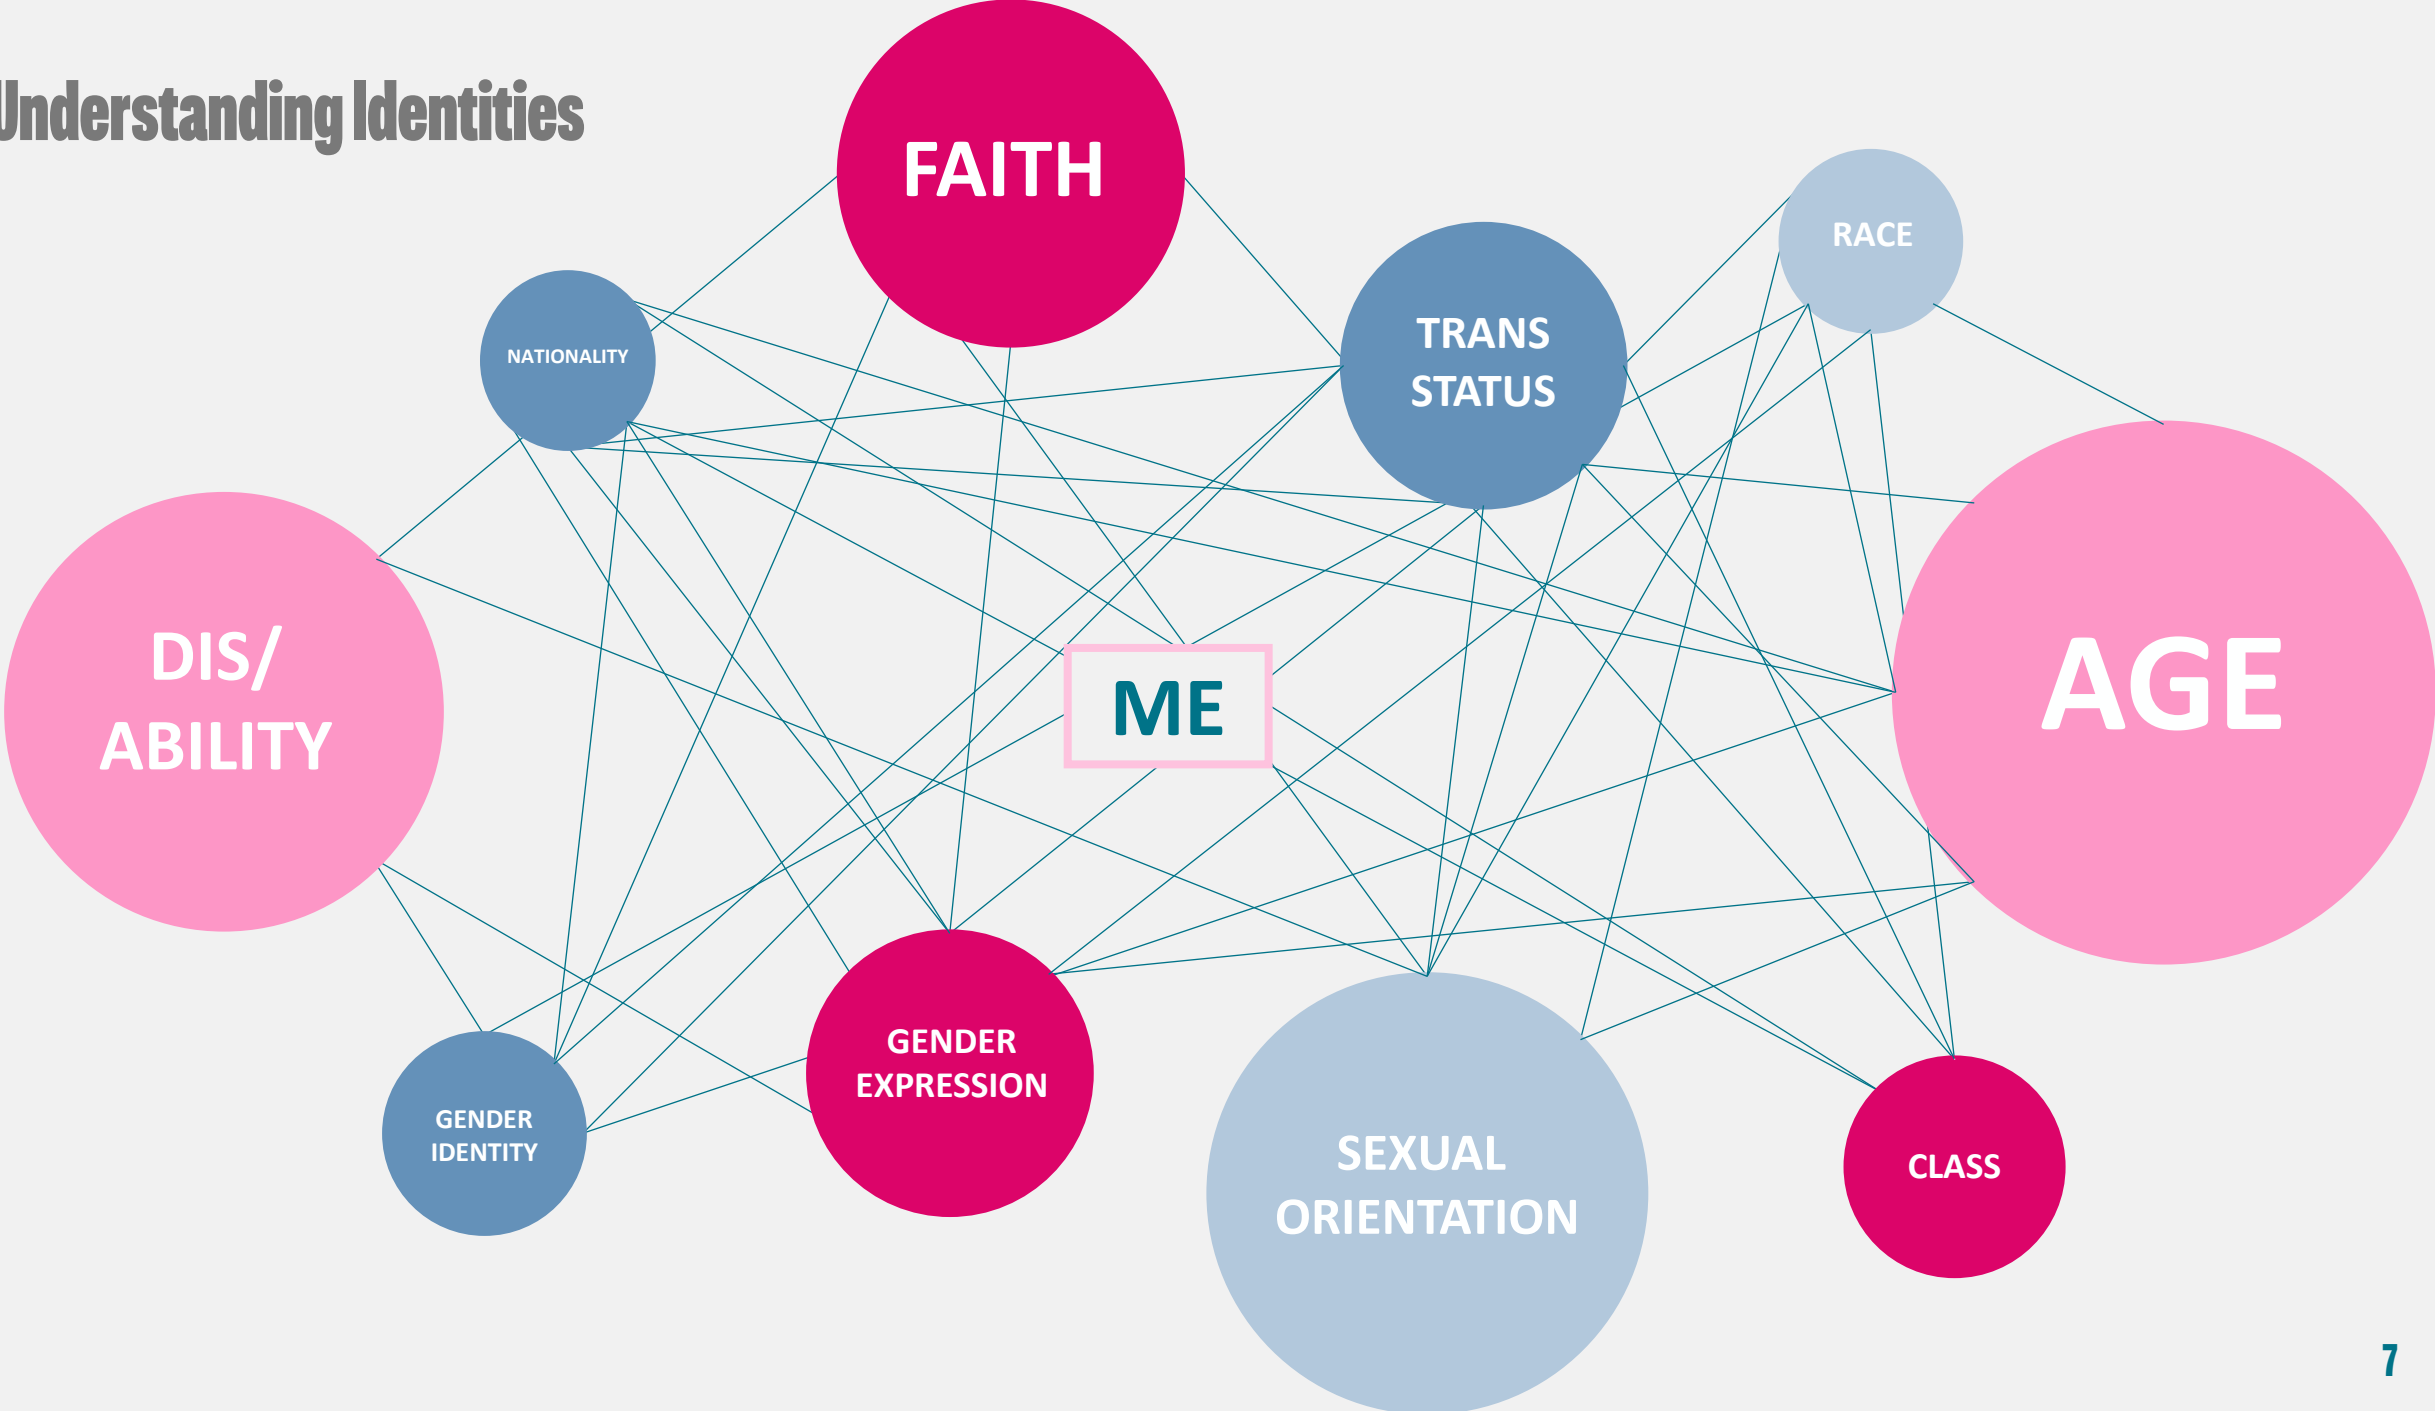 Understanding Identities
FAITH
RACE
TRANS
STATUS
NATIONALITY
DIS/
ABILITY
ME
AGE
GENDER
EXPRESSION
GENDER
IDENTITY
SEXUAL
ORIENTATION
CLASS
7